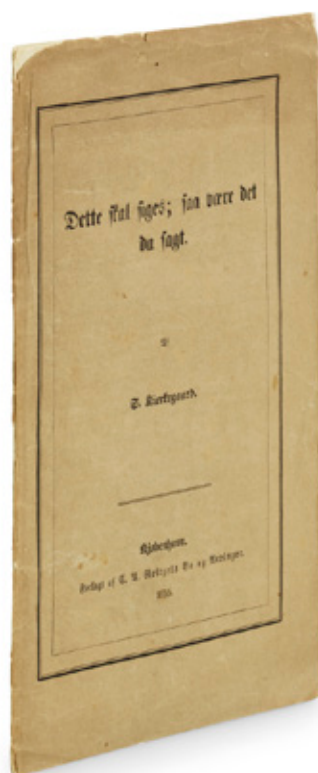 Dette skal siges; saa være det
da sagt.
Af
S. Kierkegaard.
Kjøbenhavn.
Forlagt af C. A. Reitzels Bo og Arvinger.
1855.